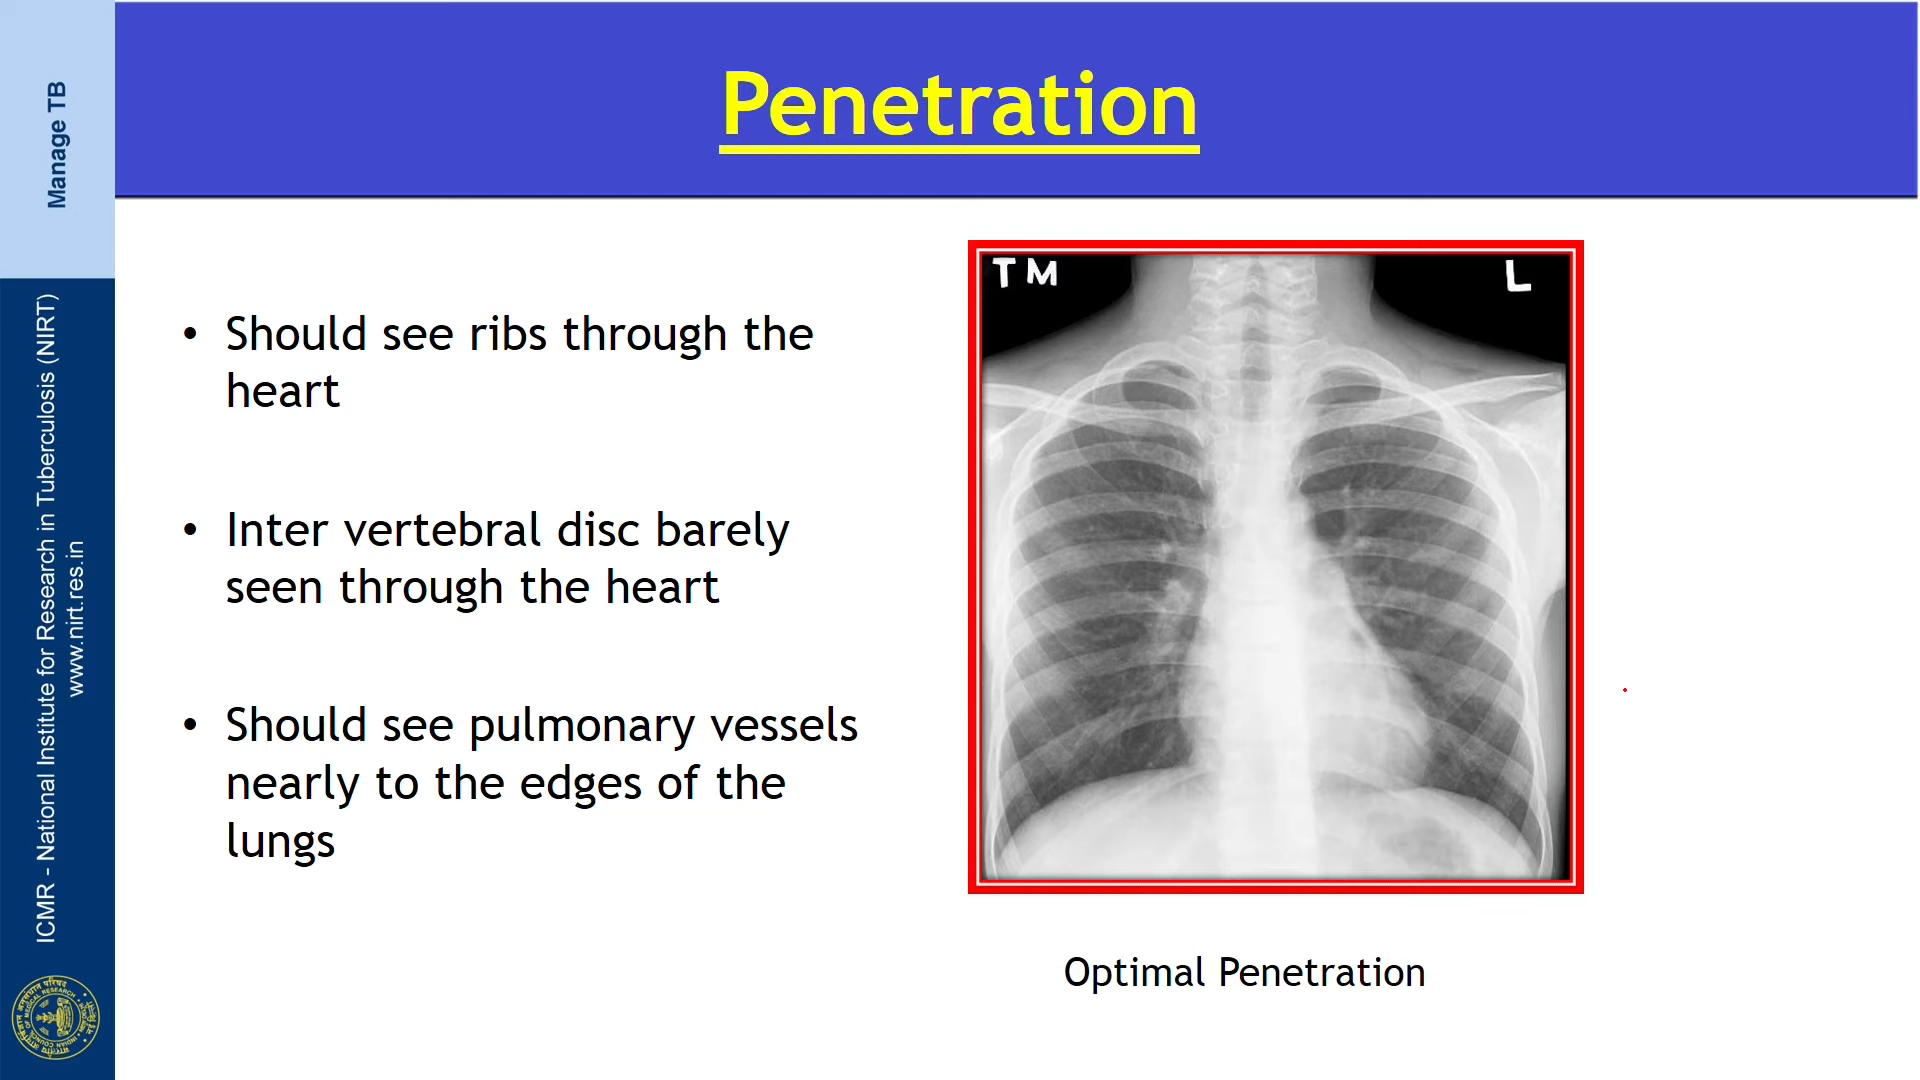 Manage TB
ICMR - National Institute for Research in Tuberculosis (NIRT)
www.nirt.res.in
Penetration
• Should see ribs through the
heart
• Inter vertebral disc barely
seen through the heart
• Should see pulmonary vessels
nearly to the edges of the
lungs
T M
L
Optimal Penetration